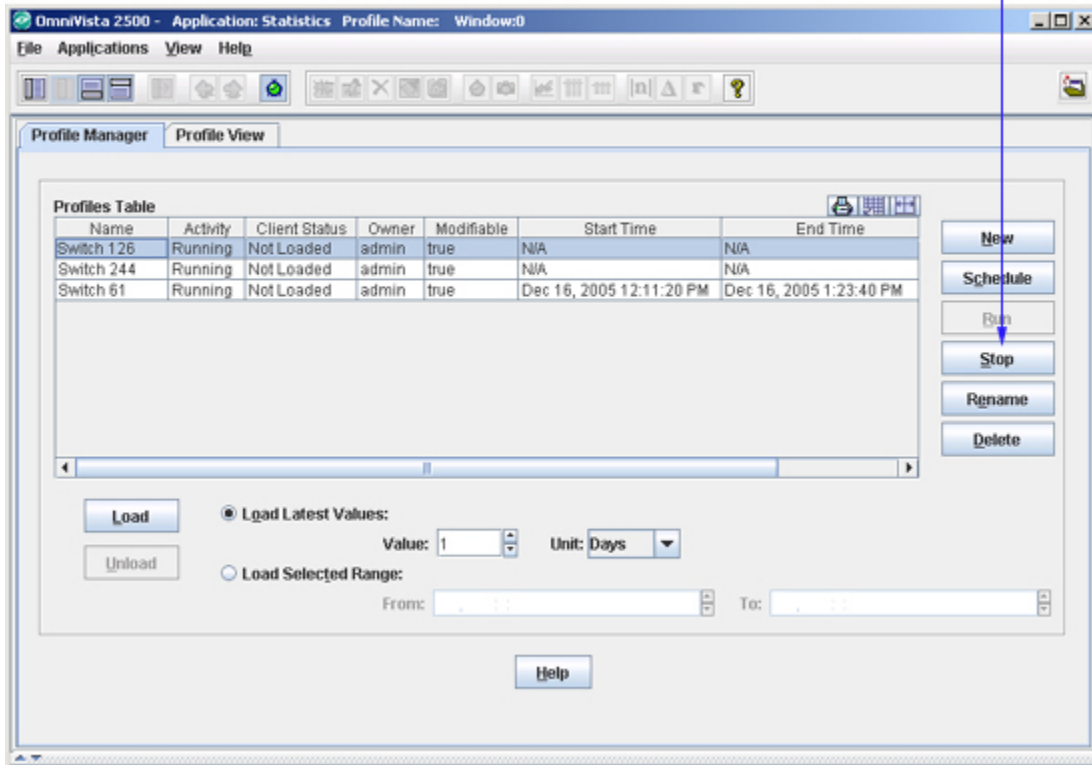 OmniVista 2500 - Application: Statistics Profile Name: Window:0
File Applications View Help
Profile Manager Profile View
Profiles Table
Name Activity Client Status Owner Modifiable Start Time End Time
Switch 126 Running Not Loaded admin true N/A N/A
Switch 244 Running Not Loaded admin true N/A N/A
Switch 61 Running Not Loaded admin true Dec 16, 2005 12:11:20 PM Dec 16, 2005 1:23:40 PM
New
Schedule
Run
Stop
Rename
Delete
Load Load Latest Values:
Value: 1 Unit: Days
Unload
Load Selected Range:
From: , : : To: , : :
Help